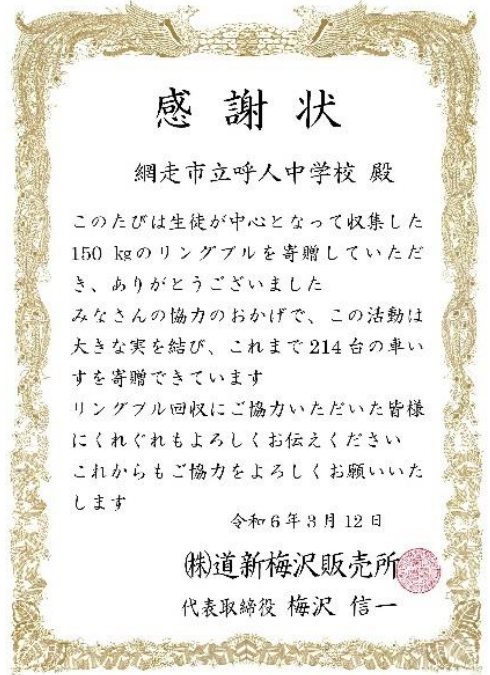 感謝状
網走市立呼人中学校 殿
このたびは生徒が中心となって収集した
150 kgのリングプルを寄贈していただ
き、ありがとうございました
みなさんの協力のおかげで、この活動は
大きな実を結び、これまで214台の車い
すを寄贈できています
リングプル回収にご協力いただいた皆様
にくれぐれもよろしくお伝えください
これからもご協力をよろしくお願いいた
します
令和6年3月12日
㈱道新梅沢販売所
代表取締役 梅沢 信一